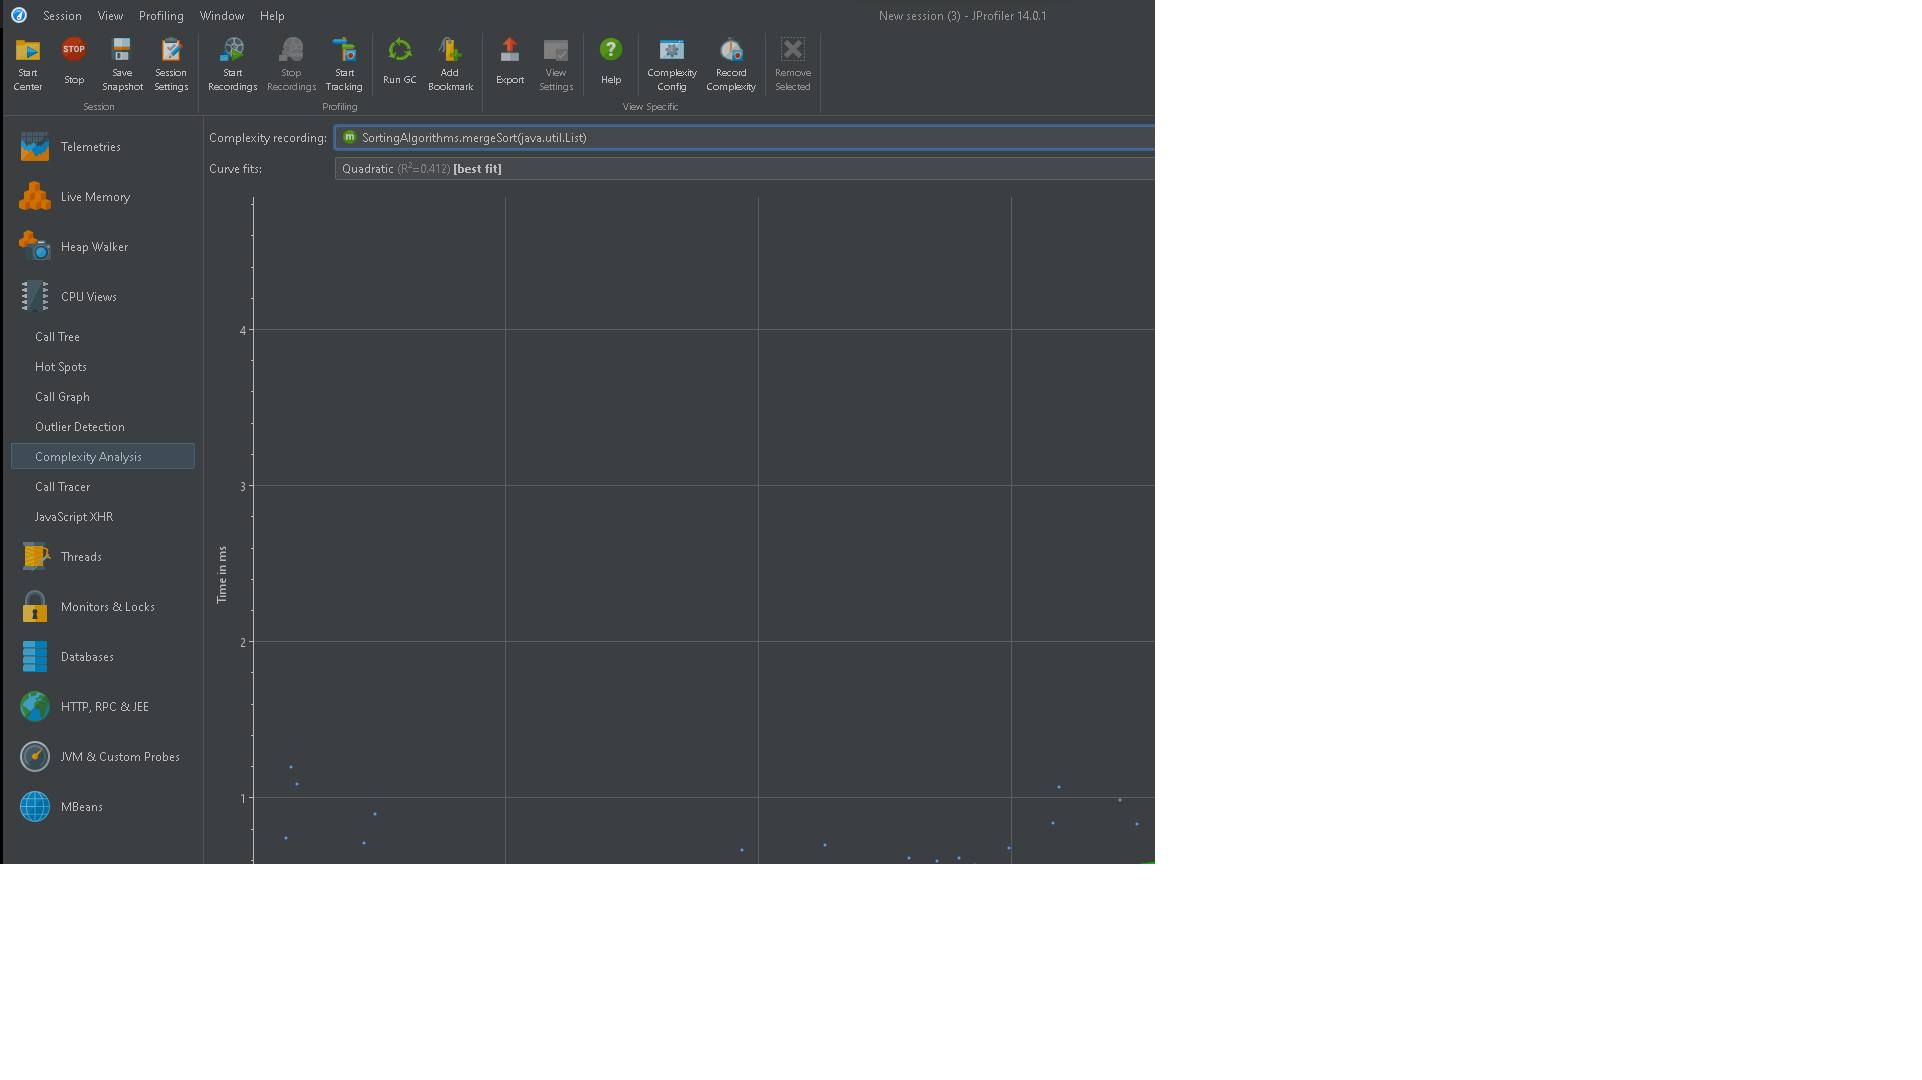 Session View Profiling Window Help
New session (3) - JProfiler 14.0.1
Start Center
STOP
Stop
Save Snapshot
Session Settings
Start Recordings
Stop Recordings
Start Tracking
Run GC
Add Bookmark
Export
View Settings
?
Help
Complexity Config
Record Complexity
Remove Selected
Session
Profiling
View Specific
Telemetries
Live Memory
Heap Walker
CPU Views
Call Tree
Hot Spots
Call Graph
Outlier Detection
Complexity Analysis
Call Tracer
JavaScript XHR
Threads
Monitors & Locks
Databases
HTTP, RPC & JEE
JVM & Custom Probes
MBeans
Complexity recording: m SortingAlgorithms.mergeSort(java.util.List)
Curve fits: Quadratic (R²=0.412) [best fit]
4
3
2
1
Time in ms